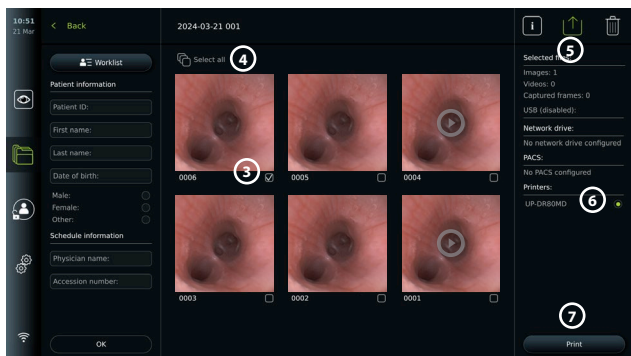 10:51
21 Mar
< Back
Worklist
Patient information
Patient ID:
First name:
Last name:
Date of birth:
Male:
Female:
Other:
Schedule information
Physician name:
Accession number:
OK
2024-03-21 001
Select all
4
0006
3
0005
0004
0003
0002
0001
i
5
Images: 1
Videos: 0
Captured frames: 0
USB (disabled):
Network drive:
No network drive configured
PACS:
No PACS configured
Printers:
UP-DR80MD
6
7
Print